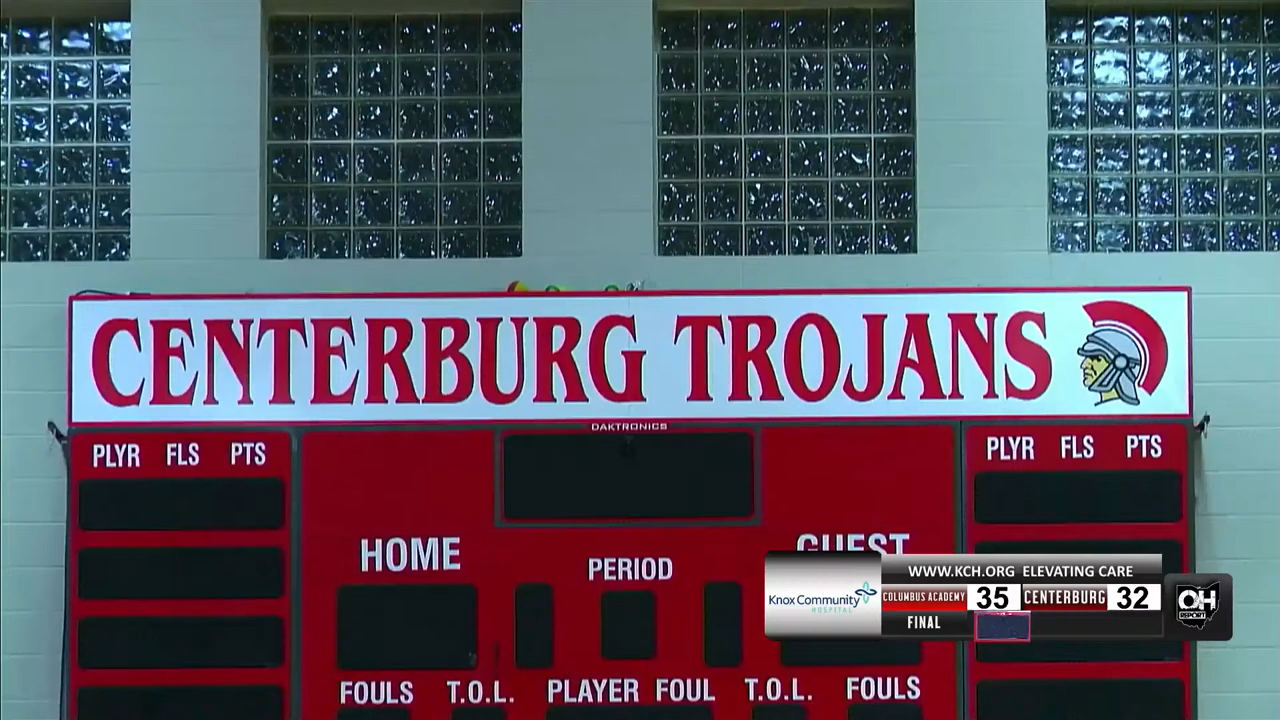 CENTERBURG TROJANS
DAKTRONICS
PLYR FLS PTS
PLYR FLS PTS
HOME
PERIOD
GUEST
WWW.KCH.ORG ELEVATING CARE
Knox Community
HOSPITAL
COLUMBUS ACADEMY 35 CENTERBURG 32
FINAL
OH
REPORT
FOULS T.O.L. PLAYER FOUL T.O.L. FOULS